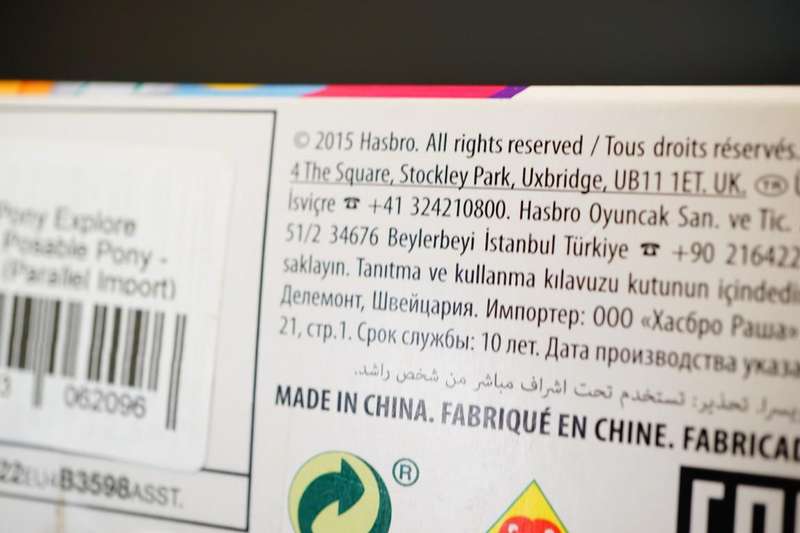 Pony Explore
Posable Pony -
(Parallel Import)
062096
B3598ASST.
© 2015 Hasbro. All rights reserved / Tous droits réservés.
4 The Square, Stockley Park, Uxbridge, UB11 1ET. UK. TR
İsviçre ☎ +41 324210800. Hasbro Oyuncak San. ve Tic.
51/2 34676 Beylerbeyi İstanbul Türkiye ☎ +90 216422
saklayın. Tanıtma ve kullanma kılavuzu kutunun içindedi
Делемонт, Швейцария. Импортер: ООО «Хасбро Раша»
21, стр.1. Срок службы: 10 лет. Дата производства указа
تحذير: تستخدم تحت اشراف مباشر من شخص راشد.
MADE IN CHINA. FABRIQUÉ EN CHINE. FABRICAD
®